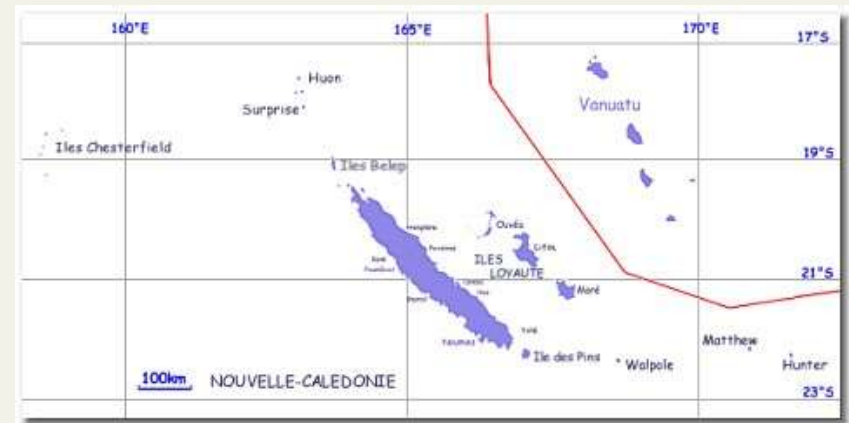 160°E 165°E 170°E
17°S
Huon
Vanuatu
Surprise
Iles Chesterfield
19°S
Iles Belep
Ouvéa
Lifou
ILES
LOYAUTE
21°S
Maré
Matthew
Ile des Pins
Walpole
Hunter
100km
NOUVELLE-CALEDONIE
23°S